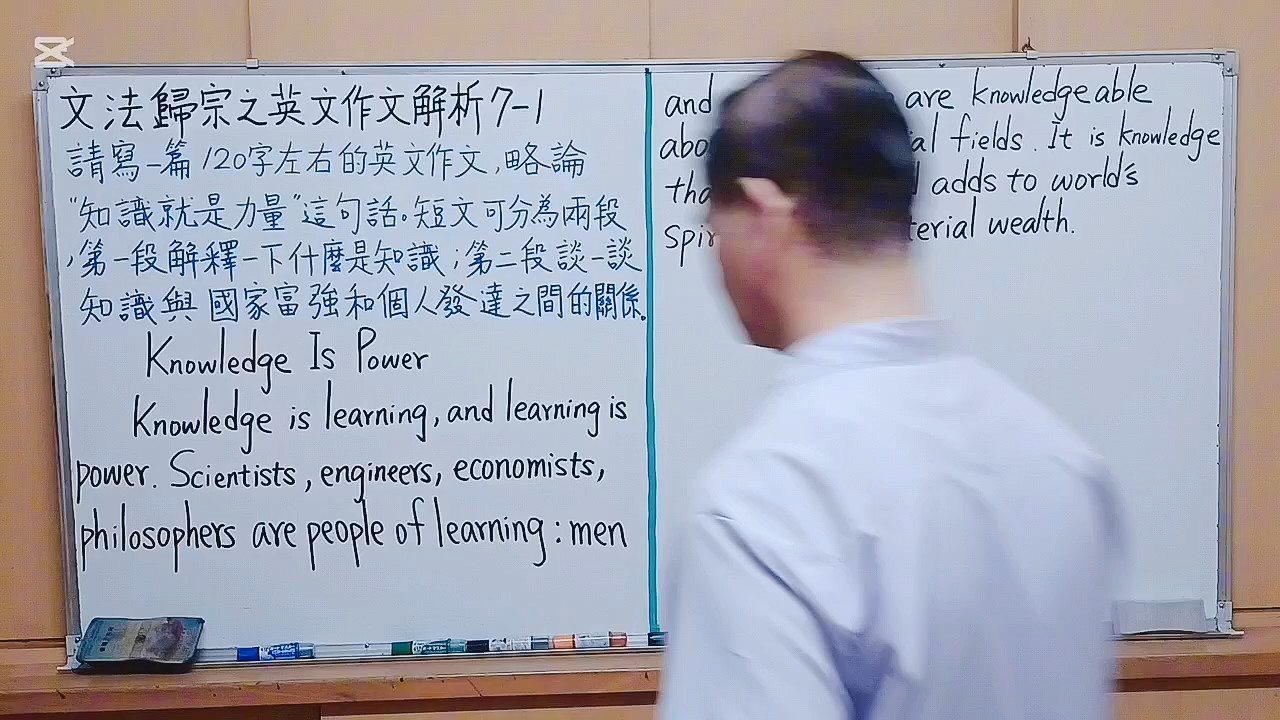 文法歸宗之英文作文解析7-1
請寫一篇120字左右的英文作文,略論
"知識就是力量"這句話。短文可分為兩段
,第一段解釋一下什麼是知識;第二段談一談
知識與國家富強和個人發達之間的關係。
Knowledge Is Power
Knowledge is learning, and learning is
power. Scientists, engineers, economists,
philosophers are people of learning: men
and are knowledgeable
fields. It is knowledge
adds to world's
wealth.